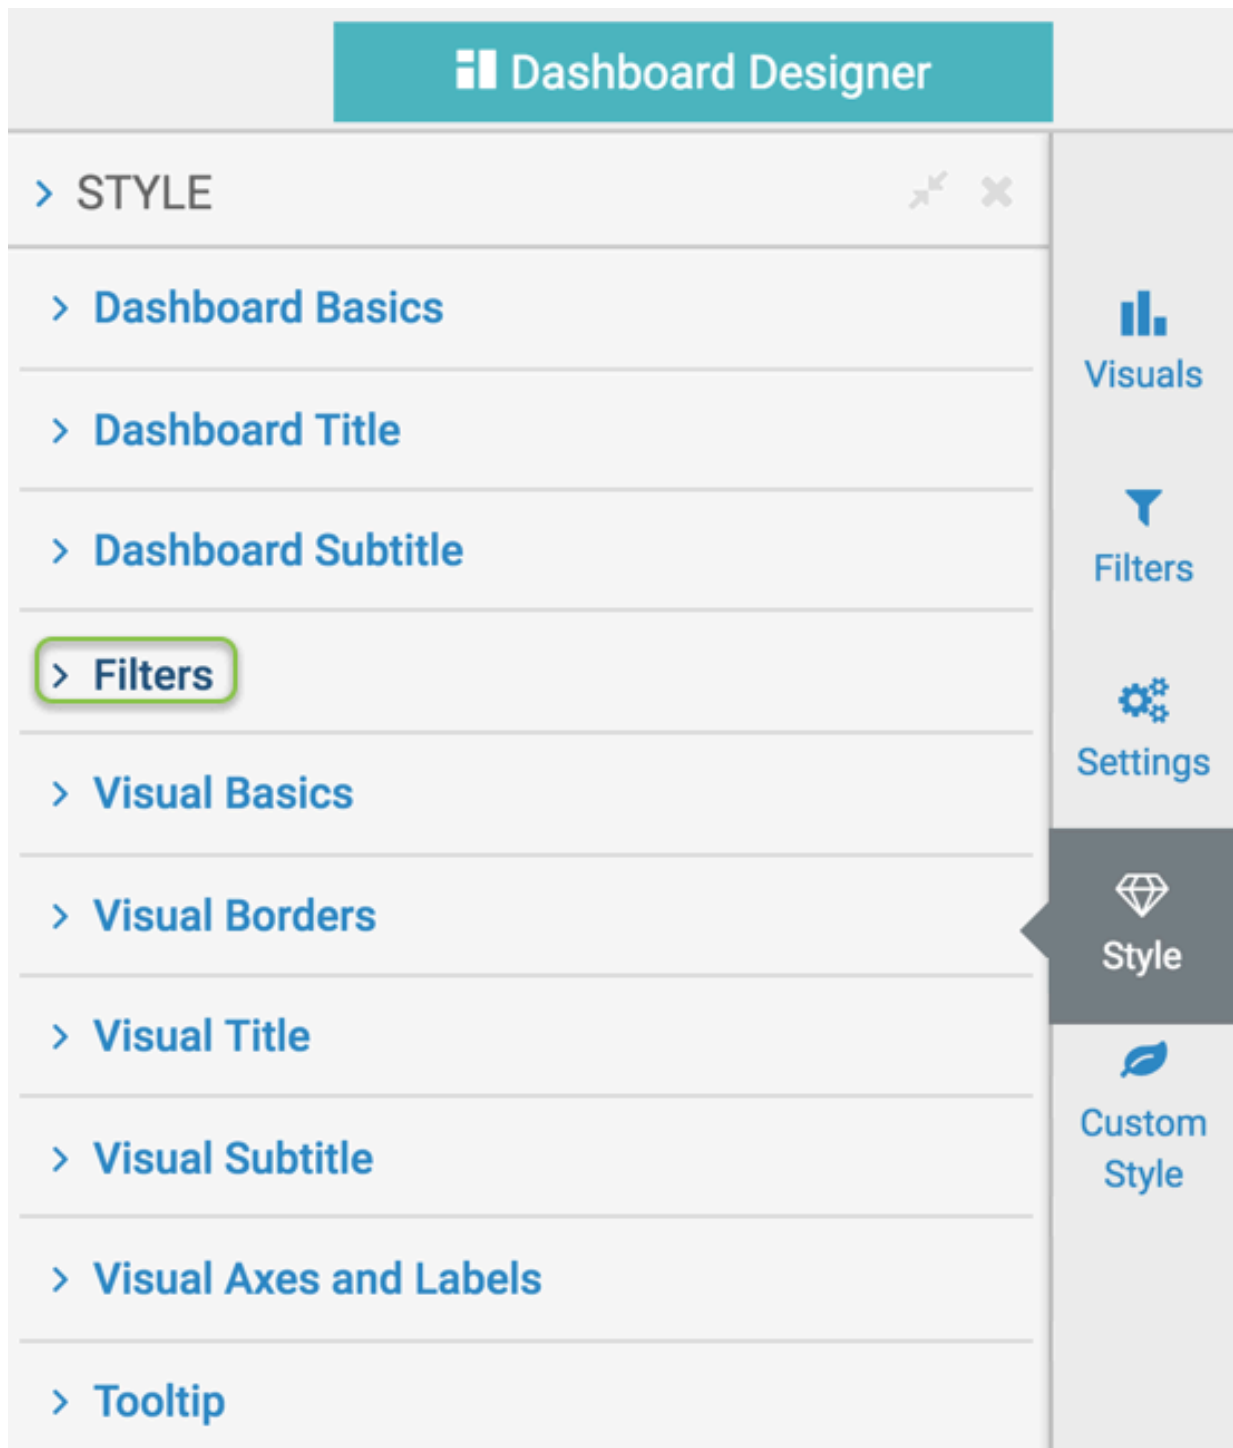 Dashboard Designer
STYLE
Dashboard Basics
Dashboard Title
Dashboard Subtitle
Filters
Visual Basics
Visual Borders
Visual Title
Visual Subtitle
Visual Axes and Labels
Tooltip
Visuals
Filters
Settings
Style
Custom
Style